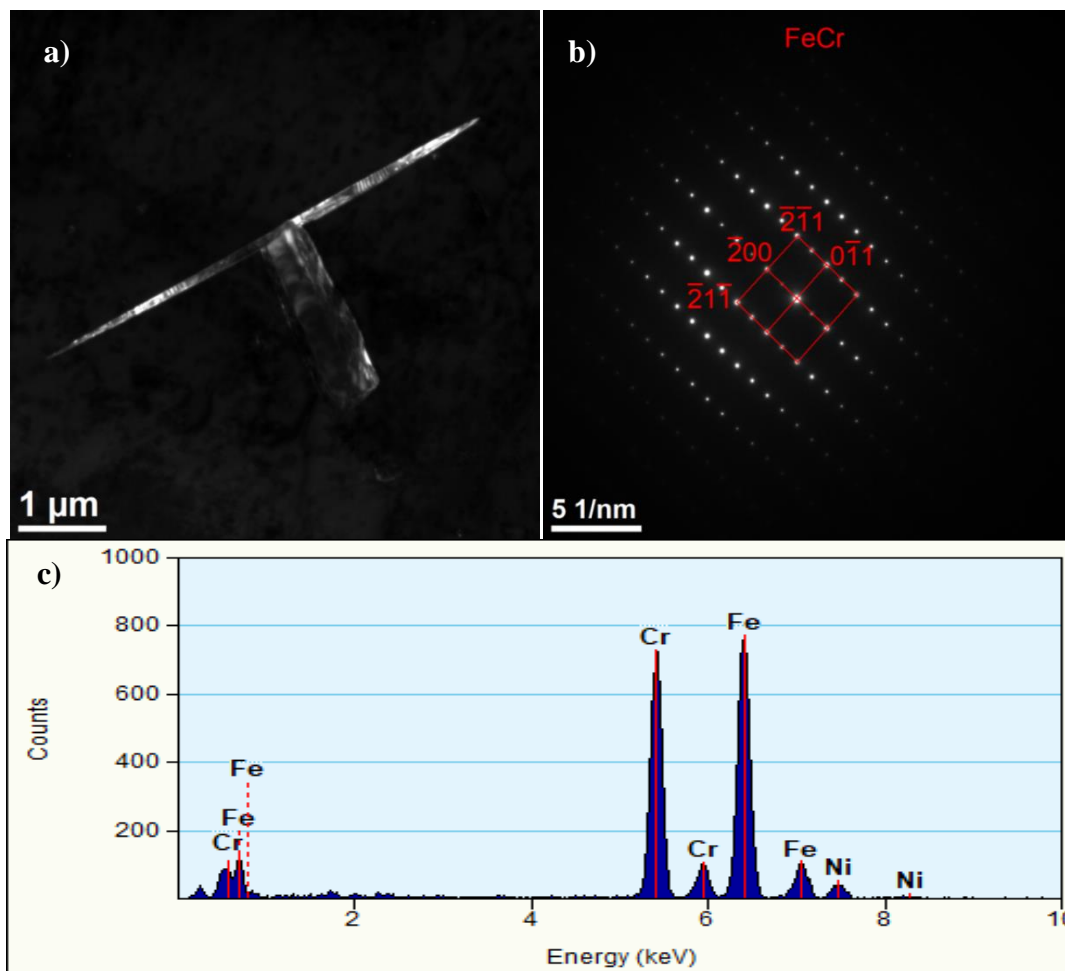 a)
1 µm
b)
FeCr
2̅1̅1
2̅00
01̅1
2̅11̅
5 1/nm
c)
1000
800
600
400
200
Counts
Fe
Fe
Cr
Cr
Cr
Fe
Fe
Ni
Ni
2
4
6
8
10
Energy (keV)